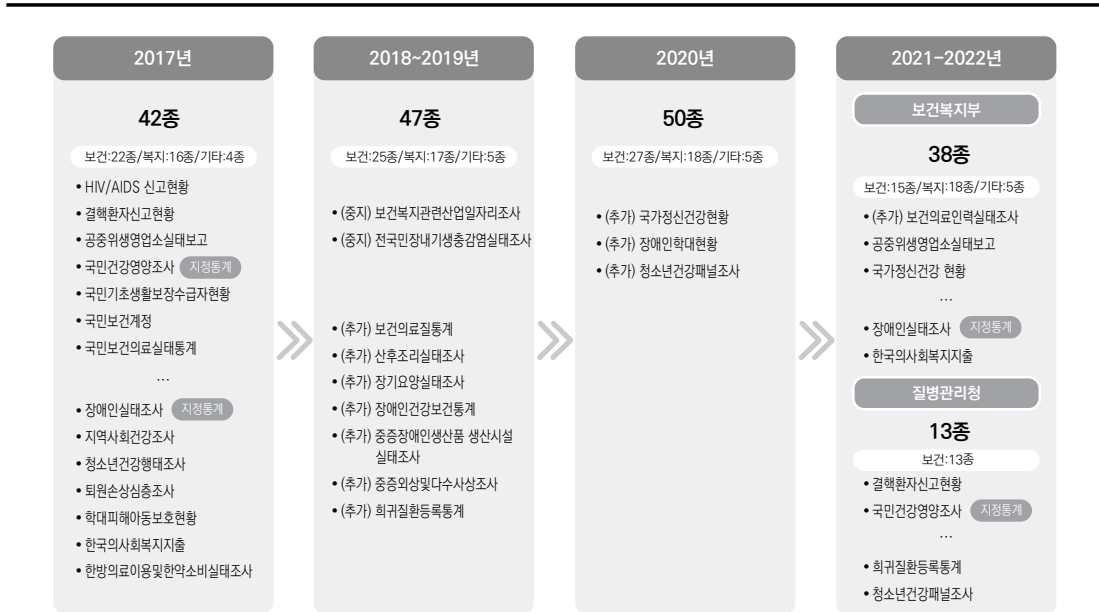 2017년
42종
보건:22종/복지:16종/기타:4종
• HIV/AIDS 신고현황
• 결핵환자신고현황
• 공중위생영업소실태보고
• 국민건강영양조사 지정통계
• 국민기초생활보장수급자현황
• 국민보건계정
• 국민보건의료실태통계
…
• 장애인실태조사 지정통계
• 지역사회건강조사
• 청소년건강행태조사
• 퇴원손상심층조사
• 학대피해아동보호현황
• 한국의사회복지지출
• 한방의료이용및한약소비실태조사
2018~2019년
47종
보건:25종/복지:17종/기타:5종
• (중지) 보건복지관련산업일자리조사
• (중지) 전국민장내기생충감염실태조사
• (추가) 보건의료질통계
• (추가) 산후조리실태조사
• (추가) 장기요양실태조사
• (추가) 장애인건강보건통계
• (추가) 중증장애인생산품 생산시설
실태조사
• (추가) 중증외상및다수사상조사
• (추가) 희귀질환등록통계
2020년
50종
보건:27종/복지:18종/기타:5종
• (추가) 국가정신건강현황
• (추가) 장애인학대현황
• (추가) 청소년건강패널조사
2021-2022년
보건복지부
38종
보건:15종/복지:18종/기타:5종
• (추가) 보건의료인력실태조사
• 공중위생영업소실태보고
• 국가정신건강 현황
…
• 장애인실태조사 지정통계
• 한국의사회복지지출
질병관리청
13종
보건:13종
• 결핵환자신고현황
• 국민건강영양조사 지정통계
…
• 희귀질환등록통계
• 청소년건강패널조사